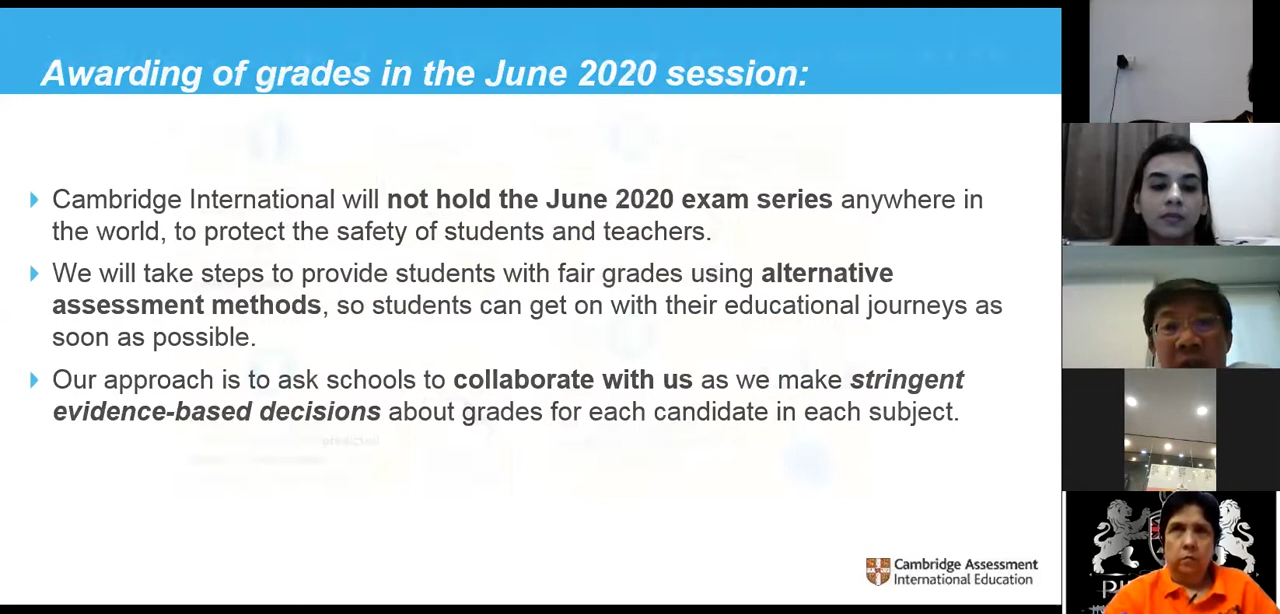 Awarding of grades in the June 2020 session:
Cambridge International will not hold the June 2020 exam series anywhere in
the world, to protect the safety of students and teachers.
We will take steps to provide students with fair grades using alternative
assessment methods, so students can get on with their educational journeys as
soon as possible.
Our approach is to ask schools to collaborate with us as we make stringent
evidence-based decisions about grades for each candidate in each subject.
predicted
Cambridge Assessment
International Education